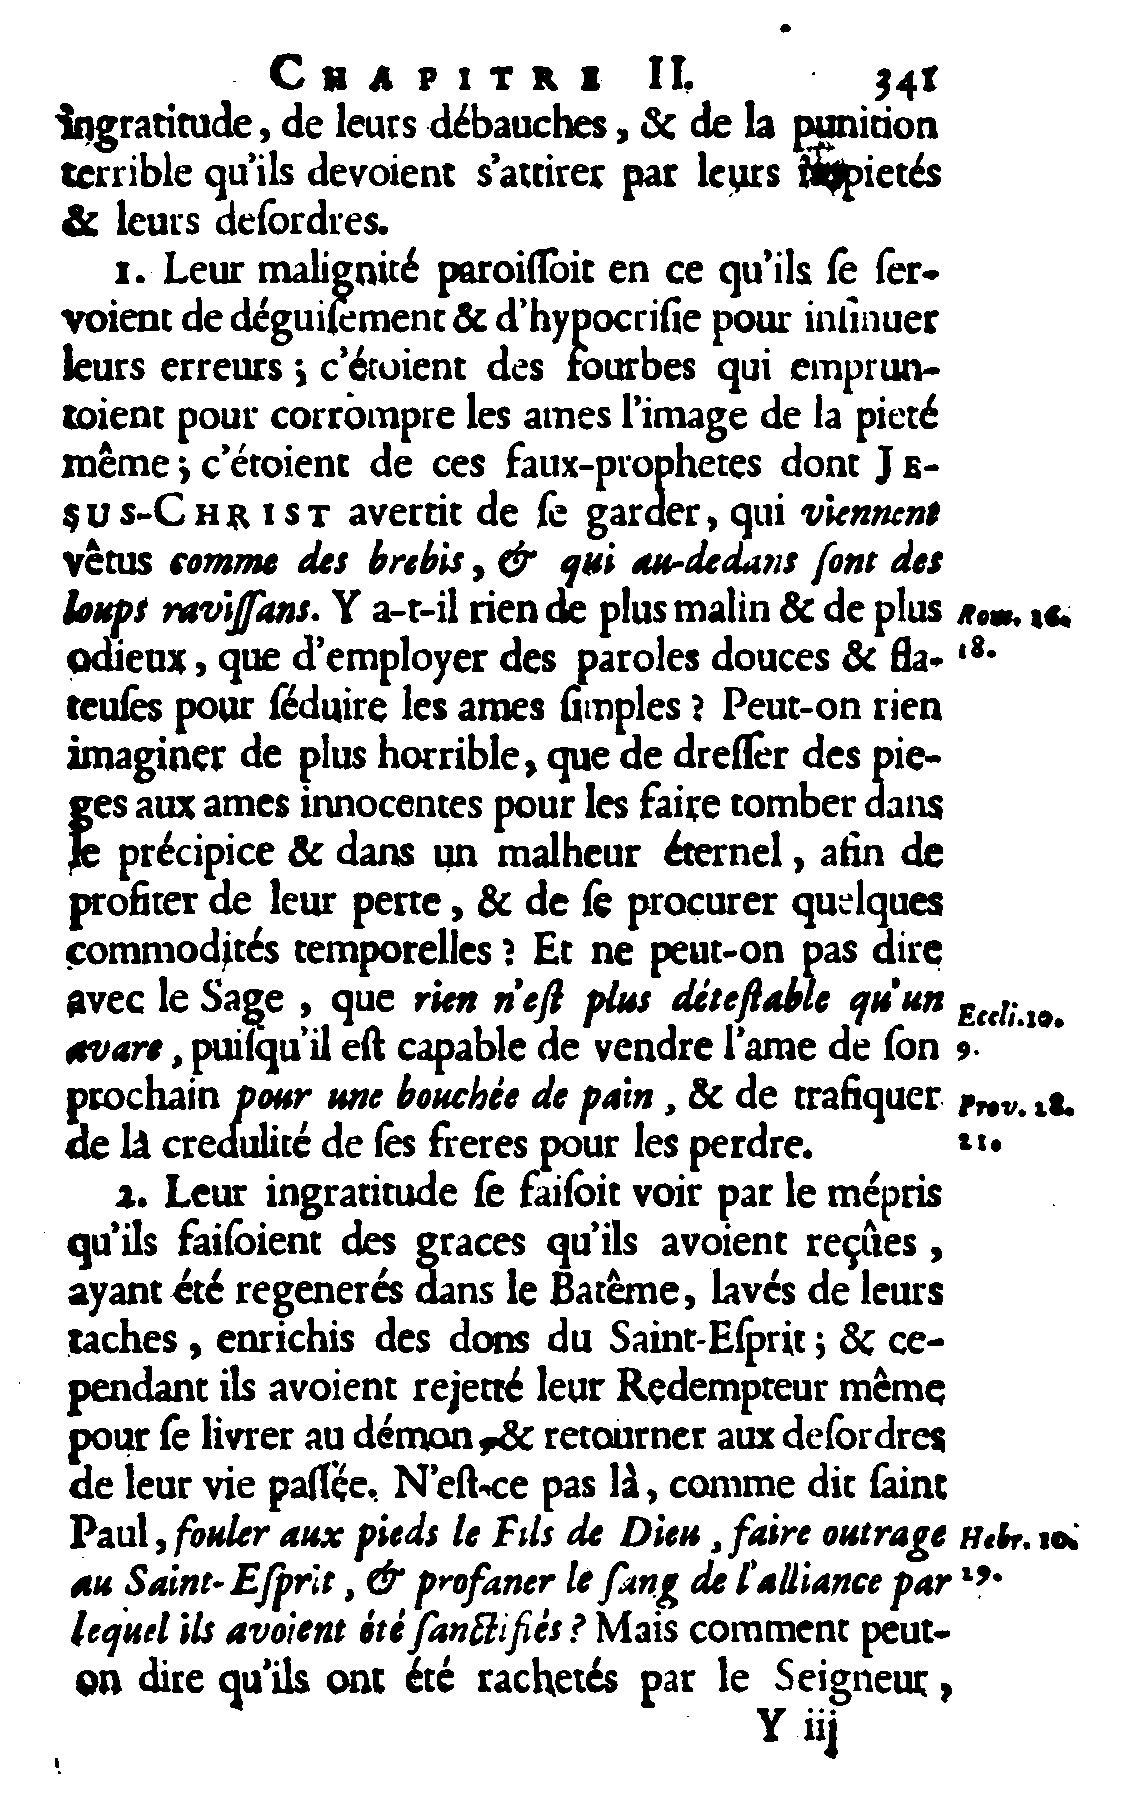 CHAPITRE II. 341
ingratitude, de leurs débauches, & de la punition
terrible qu'ils devoient s'attirer par leurs impietés
& leurs deſordres.
1. Leur malignité paroiſſoit en ce qu'ils ſe ſer-
voient de déguiſement & d'hypocriſie pour inſinuer
leurs erreurs ; c'étoient des fourbes qui emprun-
toient pour corrompre les ames l'image de la pieté
même ; c'étoient de ces faux-prophetes dont JE-
SUS-CHRIST avertit de ſe garder, qui viennent
vêtus comme des brebis, & qui au-dedans ſont des
loups raviſſans. Y a-t-il rien de plus malin & de plus Rom. 16.
odieux, que d'employer des paroles douces & fla- 18.
teuſes pour ſéduire les ames ſimples ? Peut-on rien
imaginer de plus horrible, que de dreſſer des pie-
ges aux ames innocentes pour les faire tomber dans
le précipice & dans un malheur éternel, afin de
profiter de leur perte, & de ſe procurer quelques
commodités temporelles ? Et ne peut-on pas dire
avec le Sage, que rien n'eſt plus déteſtable qu'un Eccli. 10.
avare, puiſqu'il eſt capable de vendre l'ame de ſon 9.
prochain pour une bouchée de pain, & de trafiquer Prov. 28.
de la credulité de ſes freres pour les perdre. 21.
2. Leur ingratitude ſe faiſoit voir par le mépris
qu'ils faiſoient des graces qu'ils avoient reçûes,
ayant été regenerés dans le Batême, lavés de leurs
taches, enrichis des dons du Saint-Eſprit ; & ce-
pendant ils avoient rejetté leur Redempteur même
pour ſe livrer au démon, & retourner aux deſordres
de leur vie paſſée. N'eſt-ce pas là, comme dit ſaint
Paul, fouler aux pieds le Fils de Dieu, faire outrage Hebr. 10.
au Saint-Eſprit, & profaner le ſang de l'alliance par 29.
lequel ils avoient été ſanctifiés ? Mais comment peut-
on dire qu'ils ont été rachetés par le Seigneur,
Y iij